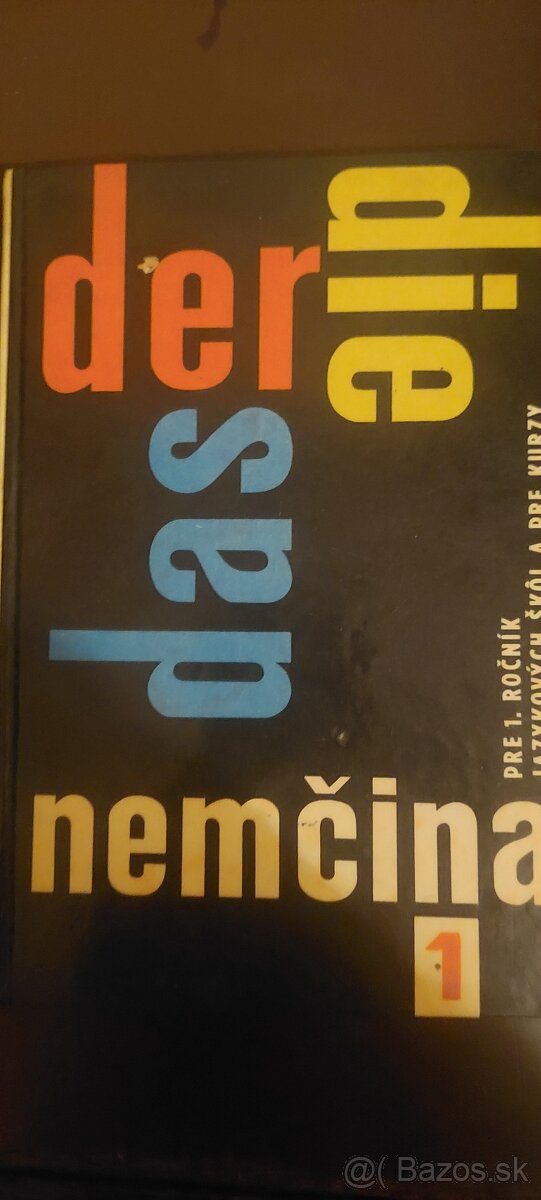 der
die
das
nemčina
1
PRE 1. ROČNÍK
JAZYKOVÝCH ŠKÔL A PRE KURZY
@( Bazos.sk